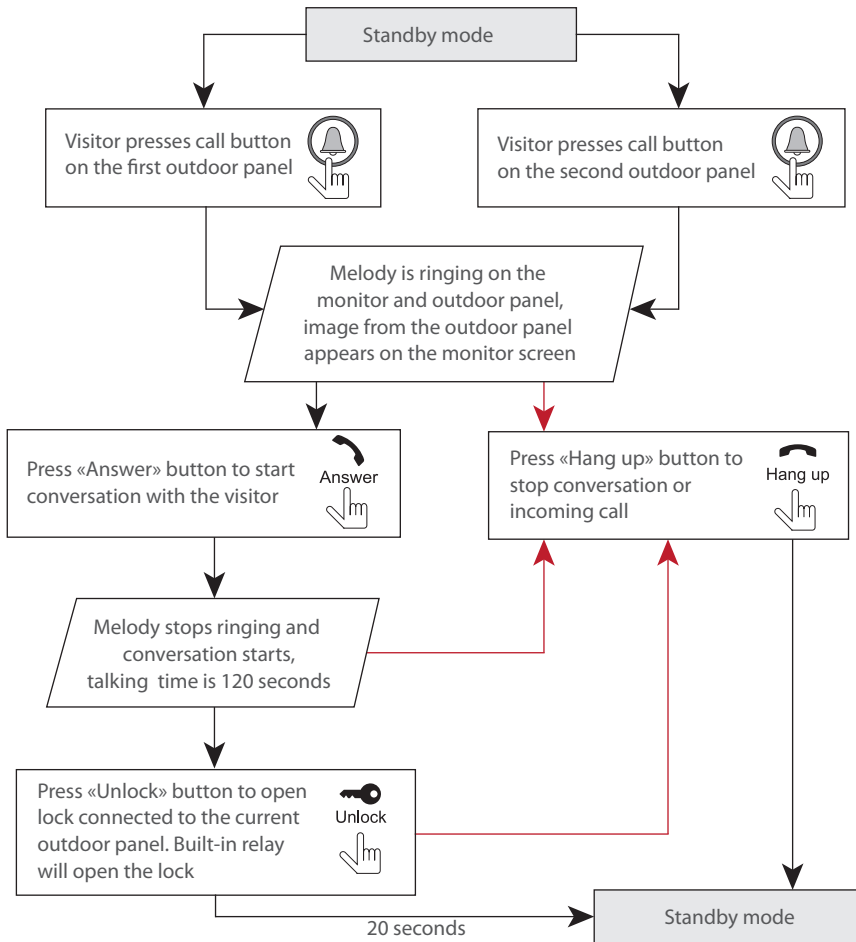 Standby mode
Visitor presses call button
on the first outdoor panel
Visitor presses call button
on the second outdoor panel
Melody is ringing on the
monitor and outdoor panel,
image from the outdoor panel
appears on the monitor screen
Press «Answer» button to start
conversation with the visitor
Answer
Press «Hang up» button to
stop conversation or
incoming call
Hang up
Melody stops ringing and
conversation starts,
talking time is 120 seconds
Press «Unlock» button to open
lock connected to the current
outdoor panel. Built-in relay
will open the lock
Unlock
20 seconds
Standby mode